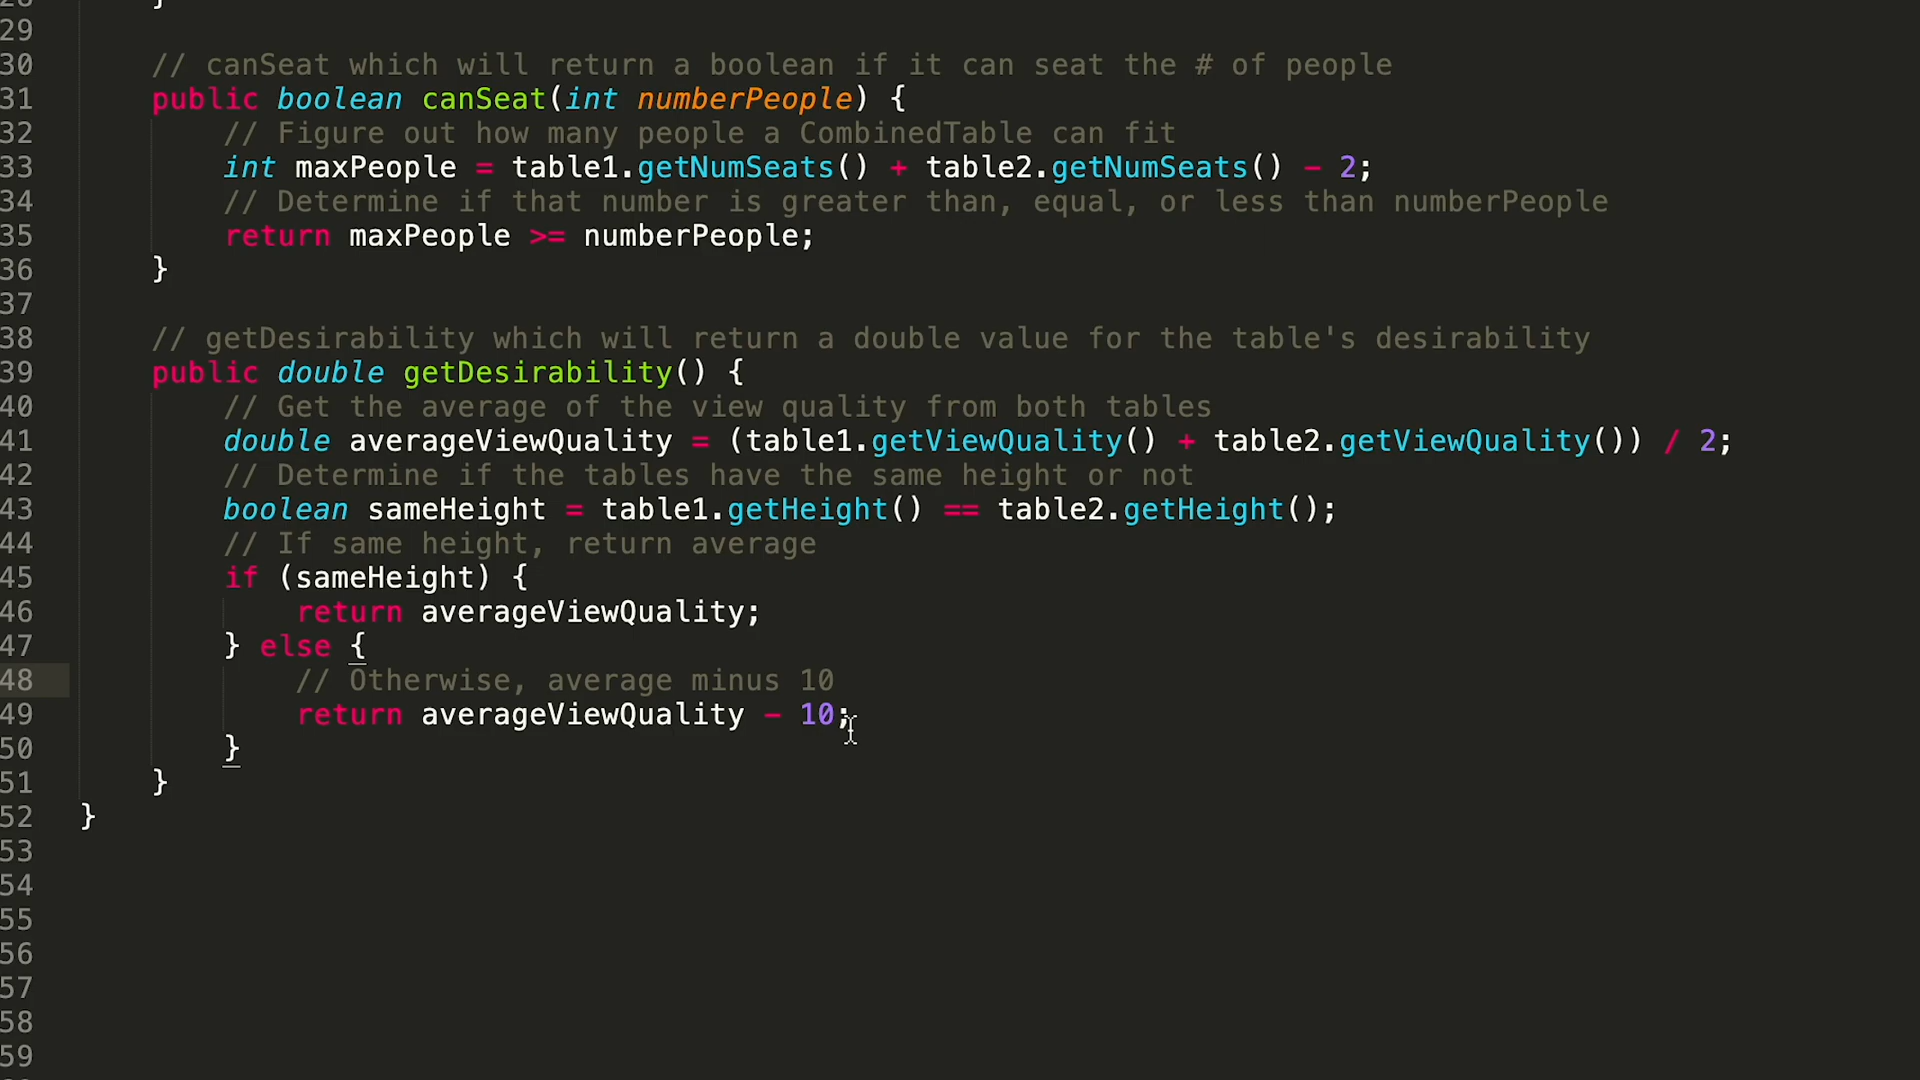 28 }
29
30 // canSeat which will return a boolean if it can seat the # of people
31 public boolean canSeat(int numberPeople) {
32 // Figure out how many people a CombinedTable can fit
33 int maxPeople = table1.getNumSeats() + table2.getNumSeats() - 2;
34 // Determine if that number is greater than, equal, or less than numberPeople
35 return maxPeople >= numberPeople;
36 }
37
38 // getDesirability which will return a double value for the table's desirability
39 public double getDesirability() {
40 // Get the average of the view quality from both tables
41 double averageViewQuality = (table1.getViewQuality() + table2.getViewQuality()) / 2;
42 // Determine if the tables have the same height or not
43 boolean sameHeight = table1.getHeight() == table2.getHeight();
44 // If same height, return average
45 if (sameHeight) {
46 return averageViewQuality;
47 } else {
48 // Otherwise, average minus 10
49 return averageViewQuality - 10;
50 }
51 }
52 }
53
54
55
56
57
58
59